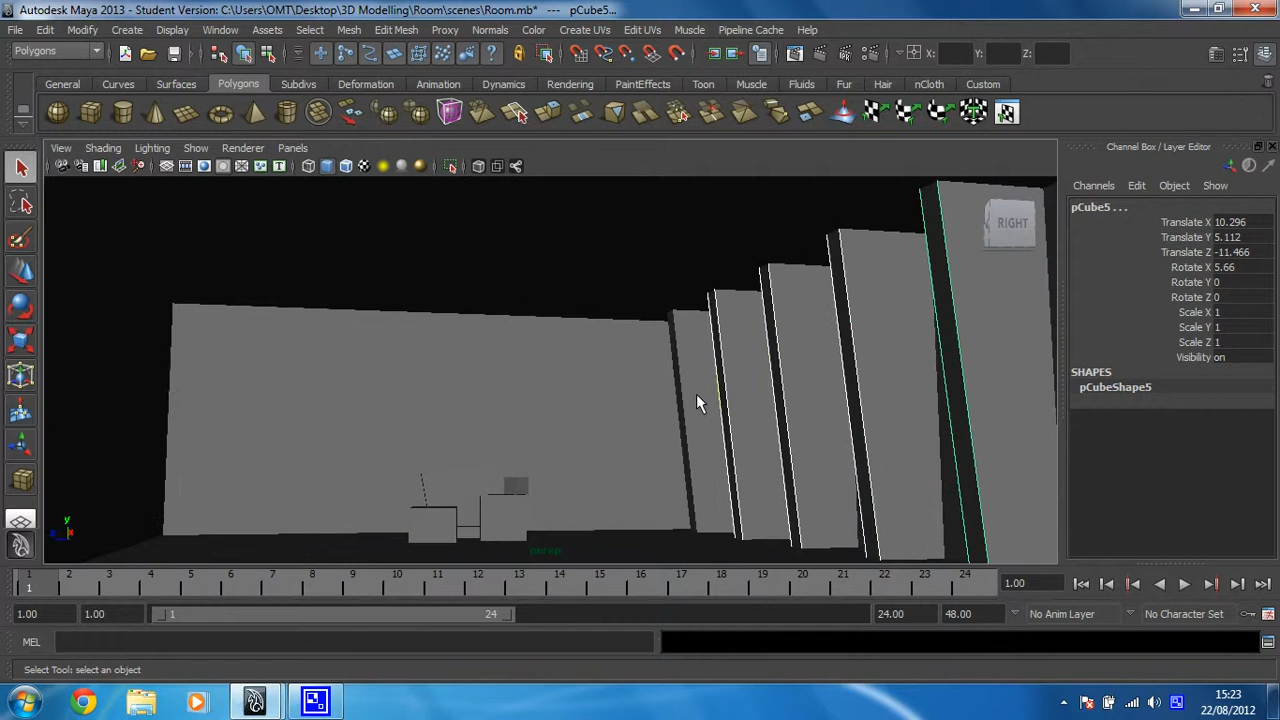 Autodesk Maya 2013 - Student Version: C:\Users\OMT\Desktop\3D Modelling\Room\scenes\Room.mb* --- pCube5...
File Edit Modify Create Display Window Assets Select Mesh Edit Mesh Proxy Normals Color Create UVs Edit UVs Muscle Pipeline Cache Help
Polygons X: Y: Z:
General Curves Surfaces Polygons Subdivs Deformation Animation Dynamics Rendering PaintEffects Toon Muscle Fluids Fur Hair nCloth Custom
View Shading Lighting Show Renderer Panels
Channel Box / Layer Editor
Channels Edit Object Show
pCube5 ...
Translate X 10.296
Translate Y 5.112
Translate Z -11.466
Rotate X 5.66
Rotate Y 0
Rotate Z 0
Scale X 1
Scale Y 1
Scale Z 1
Visibility on
SHAPES
pCubeShape5
RIGHT
y
z x
persp
1 2 3 4 5 6 7 8 9 10 11 12 13 14 15 16 17 18 19 20 21 22 23 24
1 1.00
1.00 1.00 1 24 24.00 48.00 No Anim Layer No Character Set
MEL
Select Tool: select an object
15:23
22/08/2012